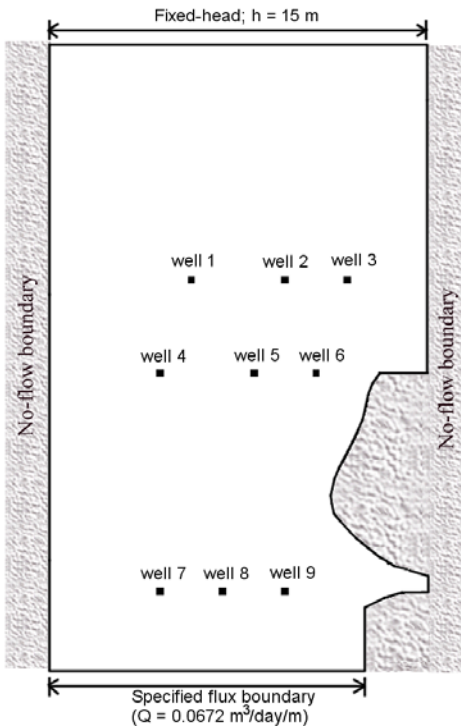 Fixed-head; h = 15 m
No-flow boundary
No-flow boundary
well 1
well 2
well 3
well 4
well 5
well 6
well 7
well 8
well 9
Specified flux boundary
(Q = 0.0672 m³/day/m)